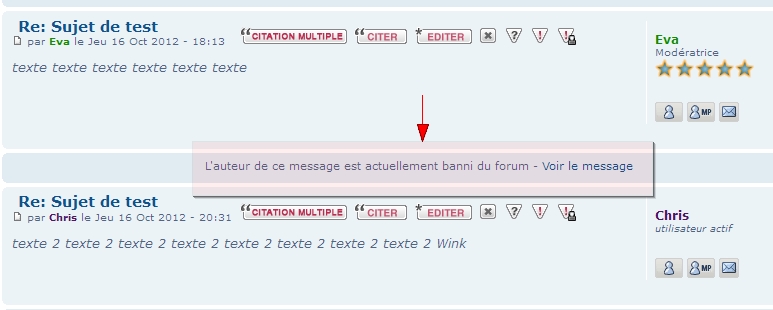 Re: Sujet de test
par Eva le Jeu 16 Oct 2012 - 18:13
CITATION MULTIPLE
CITER
EDITER
texte texte texte texte texte texte
Eva
Modératrice
MP
L'auteur de ce message est actuellement banni du forum - Voir le message
Re: Sujet de test
par Chris le Jeu 16 Oct 2012 - 20:31
CITATION MULTIPLE
CITER
EDITER
texte 2 texte 2 texte 2 texte 2 texte 2 texte 2 texte 2 texte 2 Wink
Chris
utilisateur actif
MP